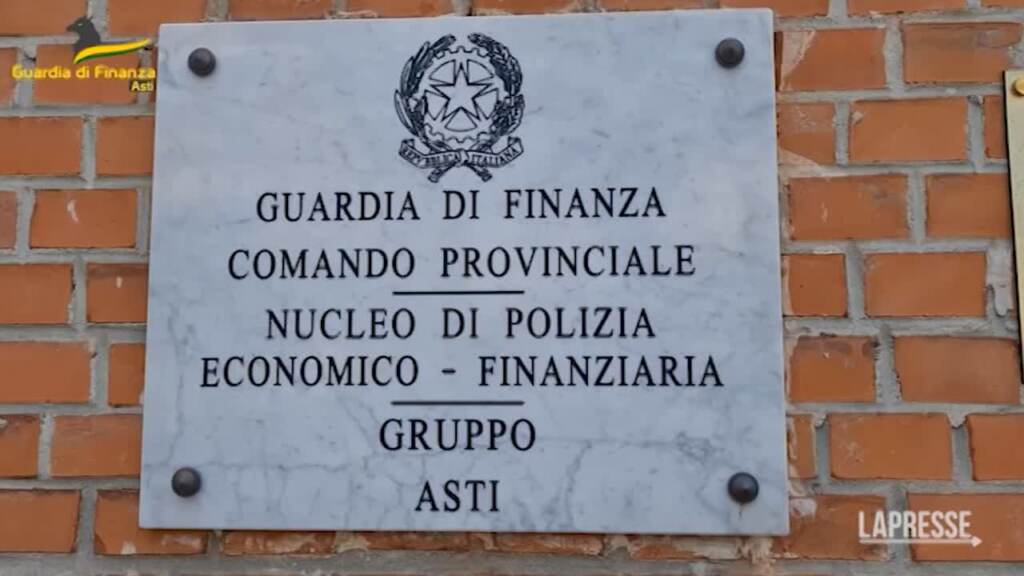 Guardia di Finanza
Asti
REPVBBLICA ITALIANA
GUARDIA DI FINANZA
COMANDO PROVINCIALE
NUCLEO DI POLIZIA
ECONOMICO - FINANZIARIA
GRUPPO
ASTI
LAPRESSE